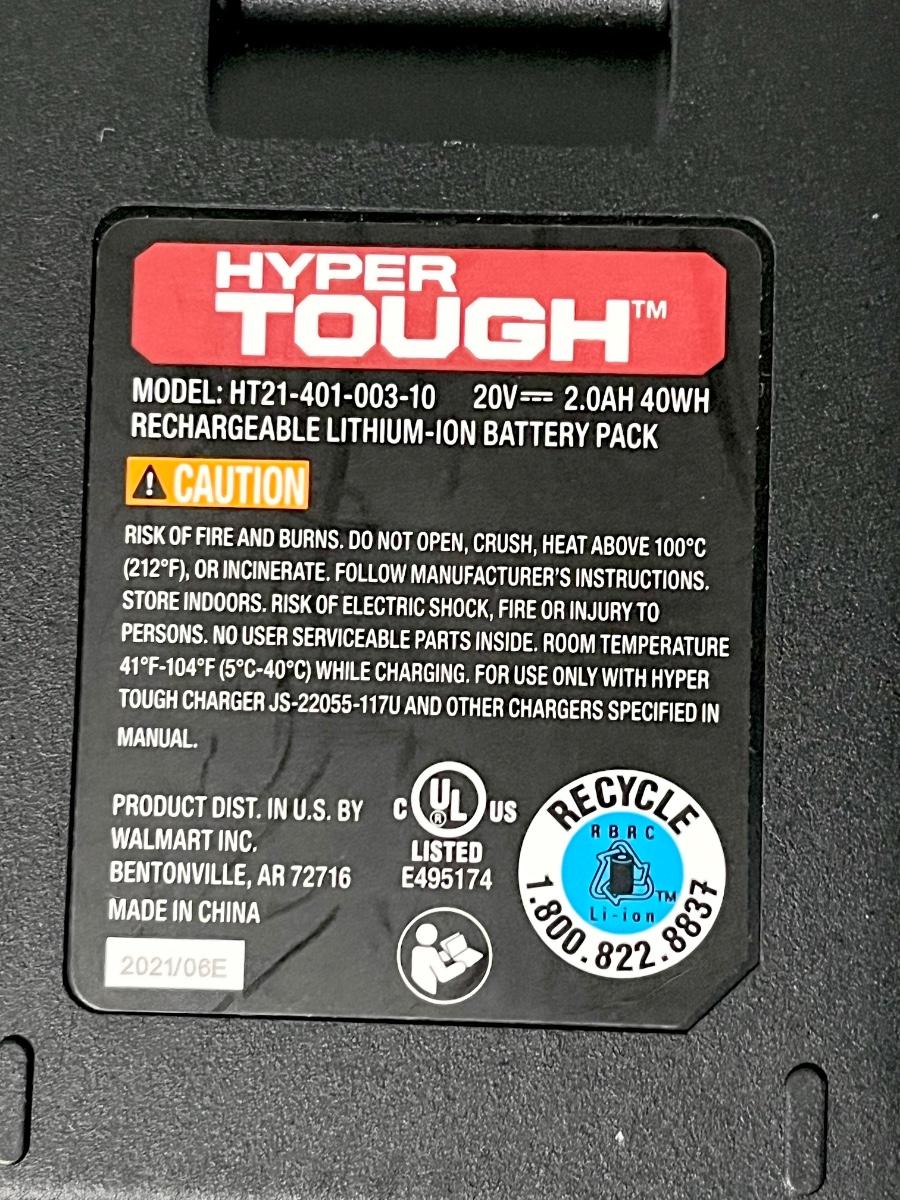 HYPER
TOUGH™
MODEL: HT21-401-003-10 20V⎓ 2.0AH 40WH
RECHARGEABLE LITHIUM-ION BATTERY PACK
CAUTION
RISK OF FIRE AND BURNS. DO NOT OPEN, CRUSH, HEAT ABOVE 100°C
(212°F), OR INCINERATE. FOLLOW MANUFACTURER'S INSTRUCTIONS.
STORE INDOORS. RISK OF ELECTRIC SHOCK, FIRE OR INJURY TO
PERSONS. NO USER SERVICEABLE PARTS INSIDE. ROOM TEMPERATURE
41°F-104°F (5°C-40°C) WHILE CHARGING. FOR USE ONLY WITH HYPER
TOUGH CHARGER JS-22055-117U AND OTHER CHARGERS SPECIFIED IN
MANUAL.
PRODUCT DIST. IN U.S. BY
WALMART INC.
BENTONVILLE, AR 72716
MADE IN CHINA
2021/06E
C UL® US
LISTED
E495174
RECYCLE
RBRC
™
Li-ion
1.800.822.8837